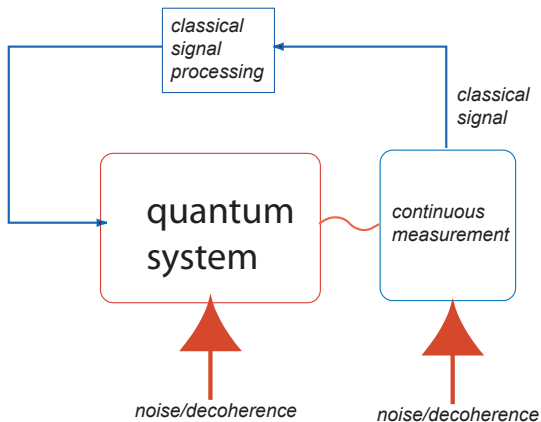 classical
signal
processing
classical
signal
quantum
system
continuous
measurement
noise/decoherence
noise/decoherence